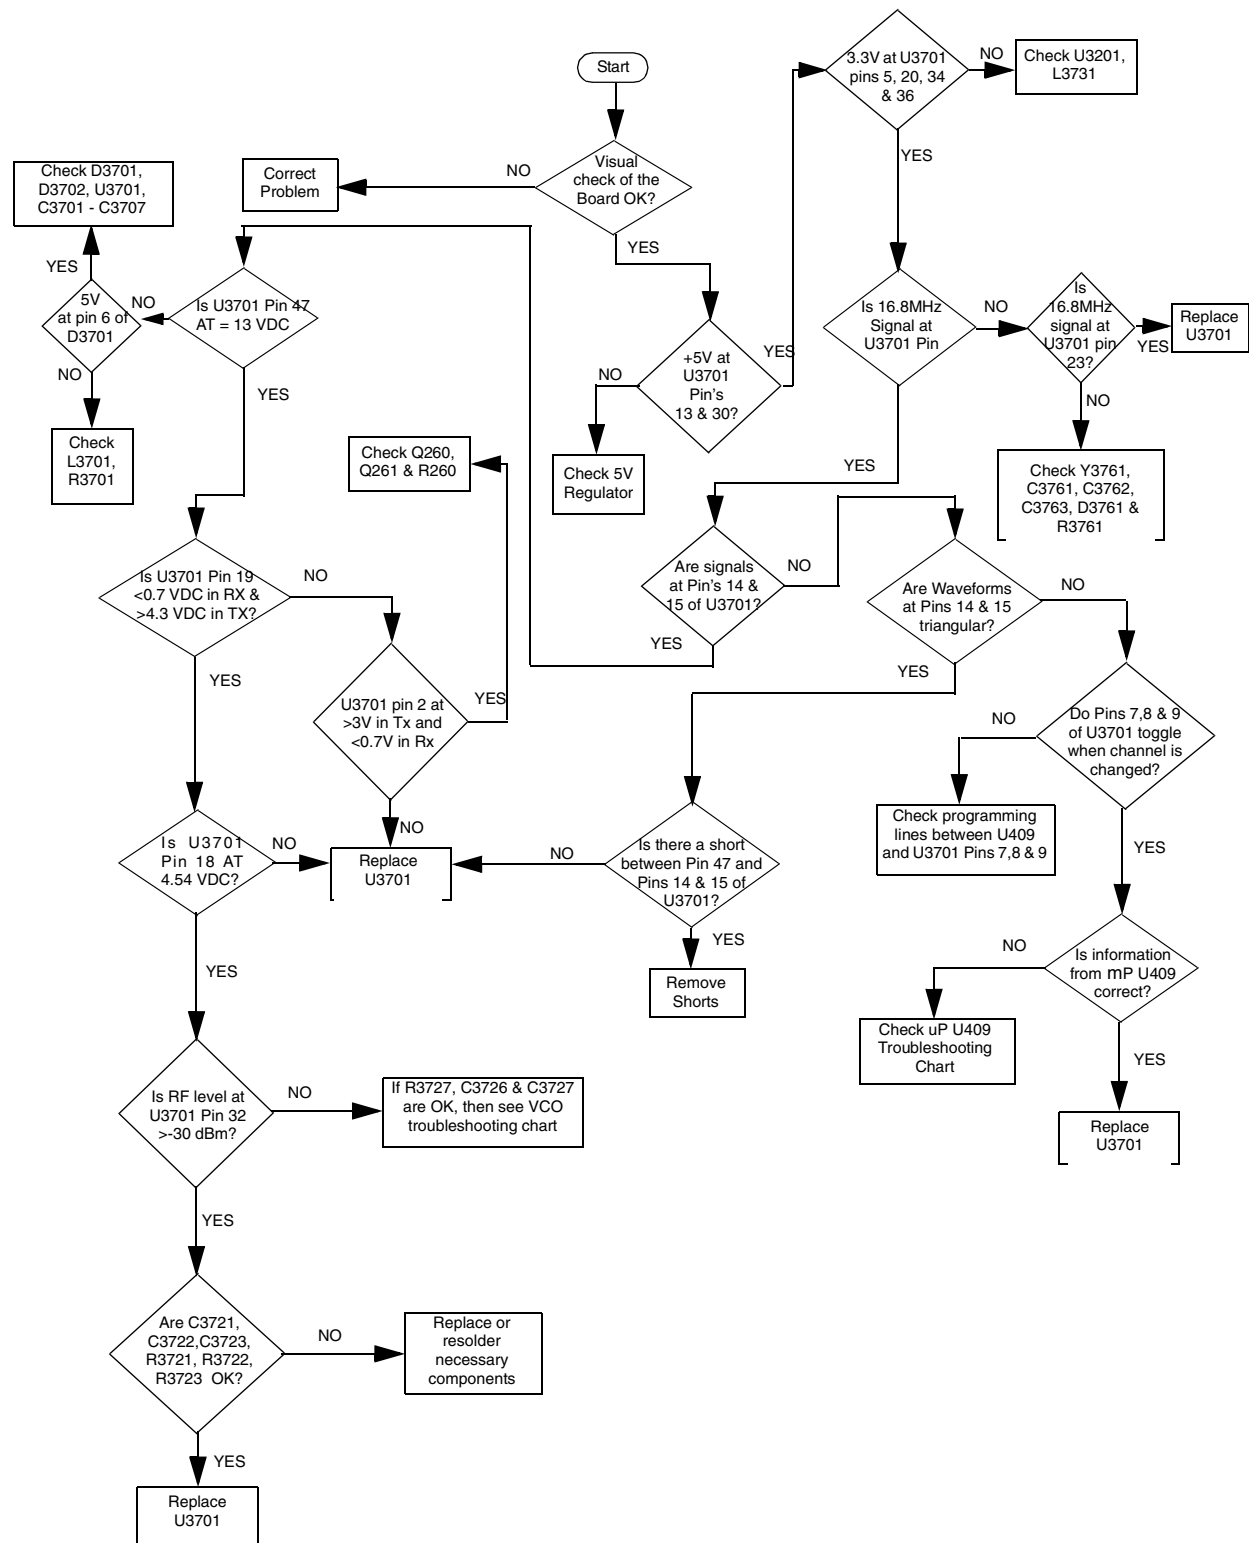 Start
3.3V at U3701
pins 5, 20, 34
& 36
NO
Check U3201,
L3731
YES
Visual
check of the
Board OK?
NO
Correct
Problem
YES
Check D3701,
D3702, U3701,
C3701 - C3707
YES
5V
at pin 6 of
D3701
NO
Is U3701 Pin 47
AT = 13 VDC
NO
Check
L3701,
R3701
YES
+5V at
U3701
Pin's
13 & 30?
YES
NO
Check 5V
Regulator
Is 16.8MHz
Signal at
U3701 Pin
NO
Is
16.8MHz
signal at
U3701 pin
23?
YES
Replace
U3701
NO
Check Y3761,
C3761, C3762,
C3763, D3761 &
R3761
YES
Check Q260,
Q261 & R260
Is U3701 Pin 19
<0.7 VDC in RX &
>4.3 VDC in TX?
NO
Are signals
at Pin's 14 &
15 of U3701?
NO
YES
Are Waveforms
at Pins 14 & 15
triangular?
NO
YES
YES
U3701 pin 2 at
>3V in Tx and
<0.7V in Rx
YES
NO
Do Pins 7,8 & 9
of U3701 toggle
when channel is
changed?
NO
Check programming
lines between U409
and U3701 Pins 7,8 & 9
YES
Is U3701
Pin 18 AT
4.54 VDC?
NO
Replace
U3701
NO
Is there a short
between Pin 47 and
Pins 14 & 15 of
U3701?
YES
Remove
Shorts
YES
Is information
from mP U409
correct?
NO
Check uP U409
Troubleshooting
Chart
YES
Replace
U3701
Is RF level at
U3701 Pin 32
>-30 dBm?
NO
If R3727, C3726 & C3727
are OK, then see VCO
troubleshooting chart
YES
Are C3721,
C3722,C3723,
R3721, R3722,
R3723 OK?
NO
Replace or
resolder
necessary
components
YES
Replace
U3701